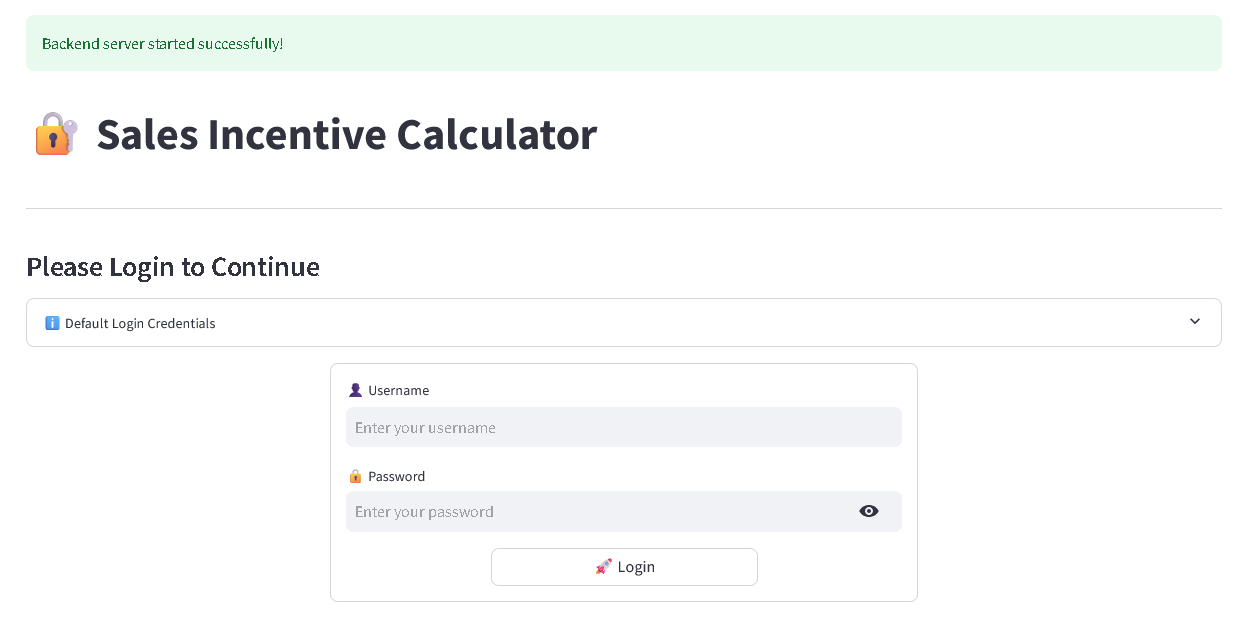 Backend server started successfully!
🔐 Sales Incentive Calculator
Please Login to Continue
ℹ️ Default Login Credentials
👤 Username
Enter your username
🔒 Password
Enter your password
🚀 Login